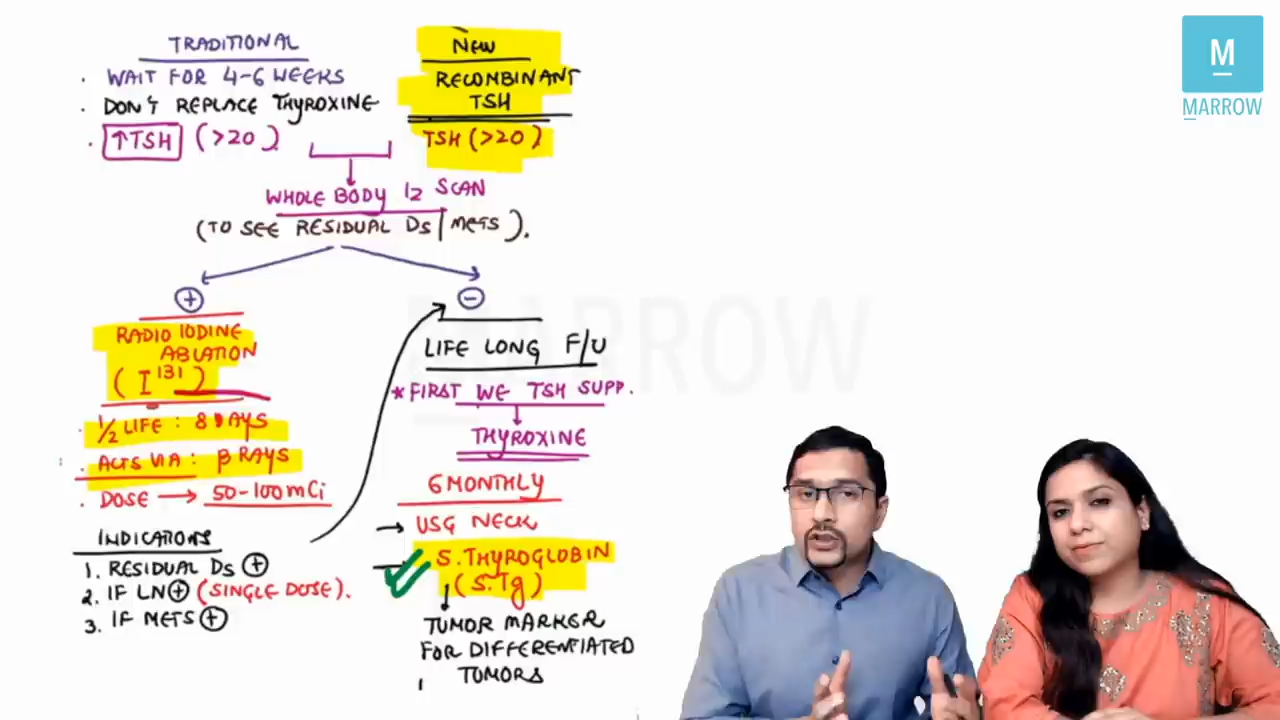 TRADITIONAL
· WAIT FOR 4-6 WEEKS
· DON'T REPLACE THYROXINE
· ↑TSH (>20)
NEW
RECOMBINANT
TSH
TSH (>20)
WHOLE BODY I2 SCAN
(TO SEE RESIDUAL DS/METS).
+
RADIO IODINE
ABLATION
(I131)
· 1/2 LIFE : 8 DAYS
· ACTS VIA : β RAYS
· DOSE → 50-100mCi
INDICATIONS
1. RESIDUAL DS +
2. IF LN + (SINGLE DOSE).
3. IF METS +
-
LIFE LONG F/U
*FIRST WE TSH SUPP.
THYROXINE
6 MONTHLY
→ USG NECK
S. THYROGLOBIN
(S.Tg)
TUMOR MARKER
FOR DIFFERENTIATED
TUMORS
M
MARROW
MARROW